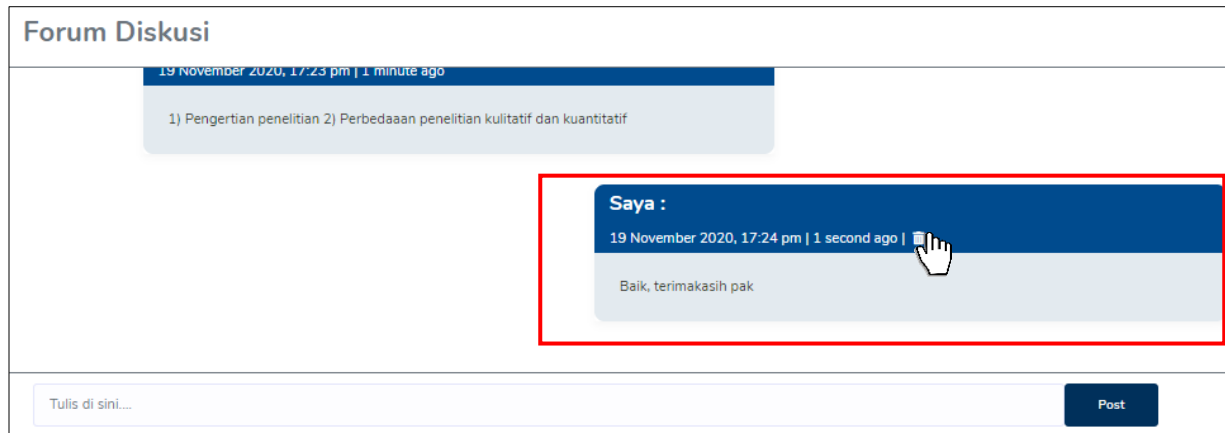 Forum Diskusi
19 November 2020, 17:23 pm | 1 minute ago
1) Pengertian penelitian 2) Perbedaaan penelitian kulitatif dan kuantitatif
Saya :
19 November 2020, 17:24 pm | 1 second ago |
Baik, terimakasih pak
Tulis di sini....
Post